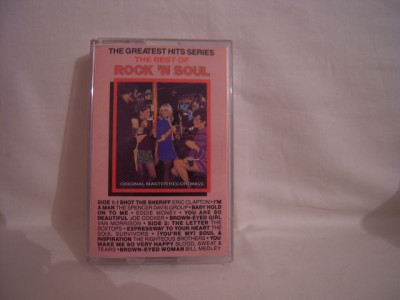 THE GREATEST HITS SERIES
THE BEST OF
ROCK 'N SOUL
ORIGINAL MASTER RECORDINGS
SIDE 1: I SHOT THE SHERIFF ERIC CLAPTON • I'M
A MAN THE SPENCER DAVIS GROUP • BABY HOLD
ON TO ME • EDDIE MONEY • YOU ARE SO
BEAUTIFUL JOE COCKER • BROWN-EYED GIRL
VAN MORRISON • SIDE 2: THE LETTER THE
BOXTOPS • EXPRESSWAY TO YOUR HEART THE
SOUL SURVIVORS • (YOU'RE MY) SOUL &
INSPIRATION THE RIGHTEOUS BROTHERS • YOU
MAKE ME SO VERY HAPPY BLOOD, SWEAT &
TEARS • BROWN-EYED WOMAN BILL MEDLEY